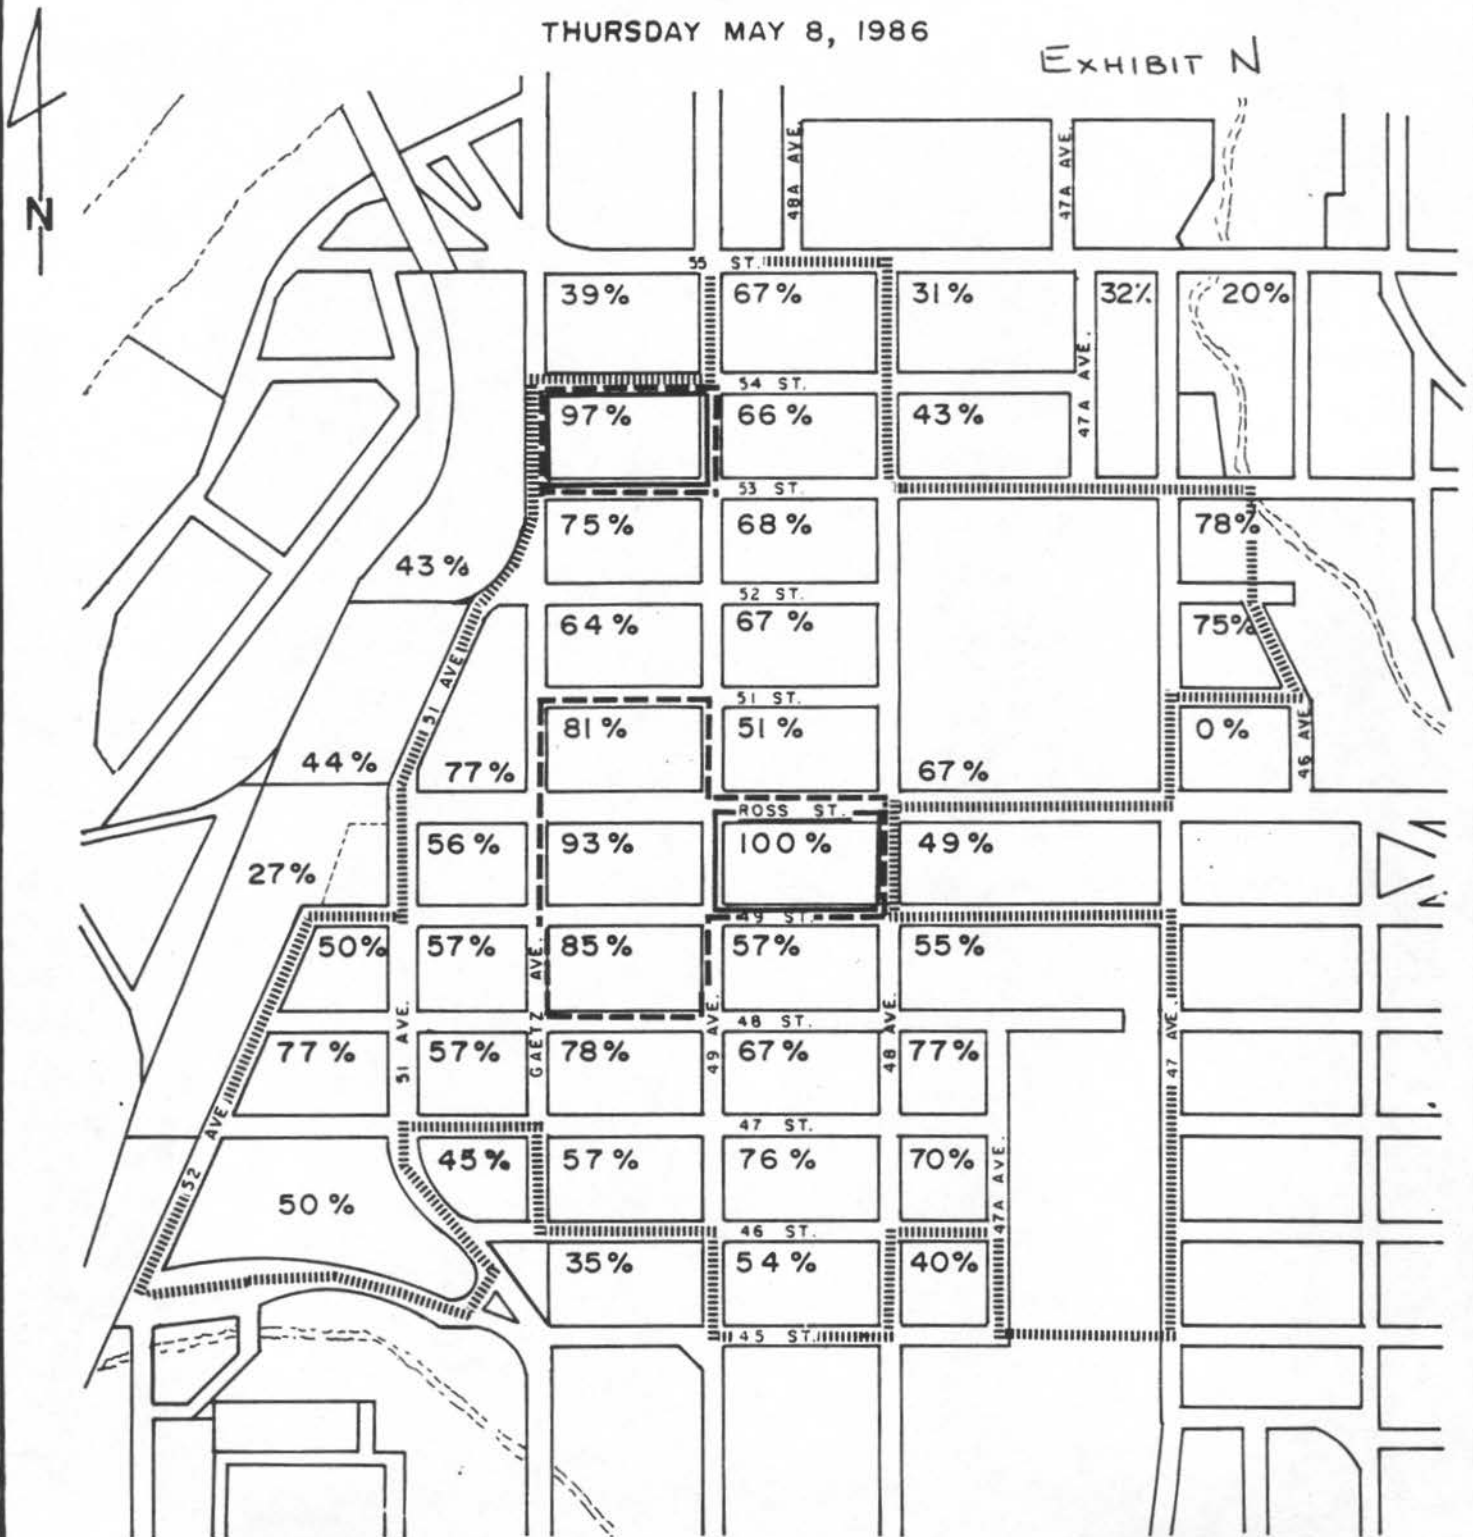 THURSDAY MAY 8, 1986
EXHIBIT N
N
48A AVE.
47A AVE.
55 ST.
39%
67%
31%
32%
20%
54 ST.
47A AVE.
97%
66%
43%
53 ST.
75%
68%
78%
43%
52 ST.
64%
67%
75%
51 AVE
51 ST.
81%
51%
0%
46 AVE
44%
77%
67%
ROSS ST.
56%
93%
100%
49%
27%
49 ST.
50%
57%
85%
57%
55%
51 AVE.
GAETZ AVE.
49 AVE.
48 AVE.
47 AVE.
48 ST.
77%
57%
78%
67%
77%
52 AVE
47 ST.
45%
57%
76%
70%
47A AVE.
50%
46 ST.
35%
54%
40%
45 ST.